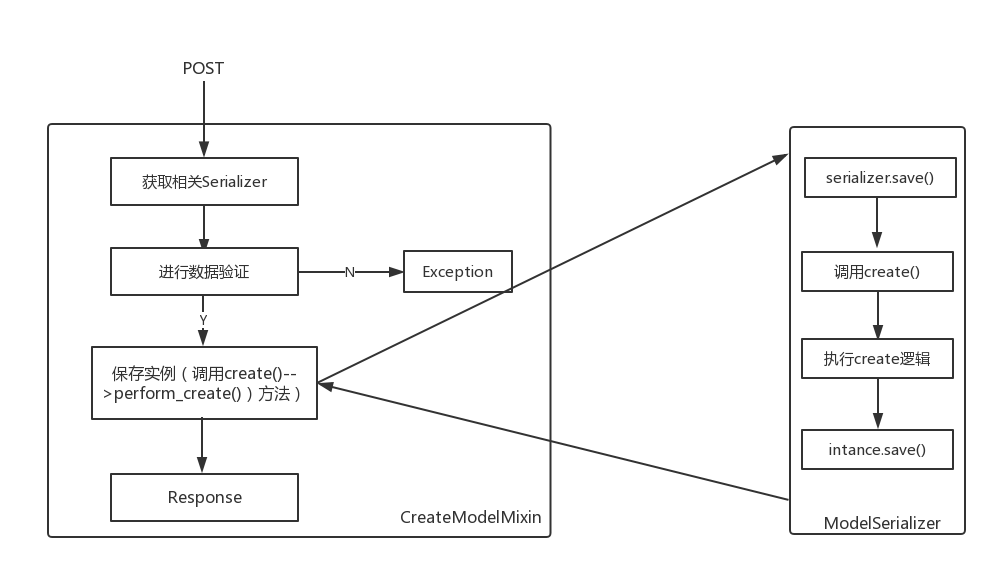 POST
获取相关Serializer
进行数据验证
N
Exception
Y
保存实例（调用create()--
>perform_create()）方法）
Response
CreateModelMixin
serializer.save()
调用create()
执行create逻辑
intance.save()
ModelSerializer